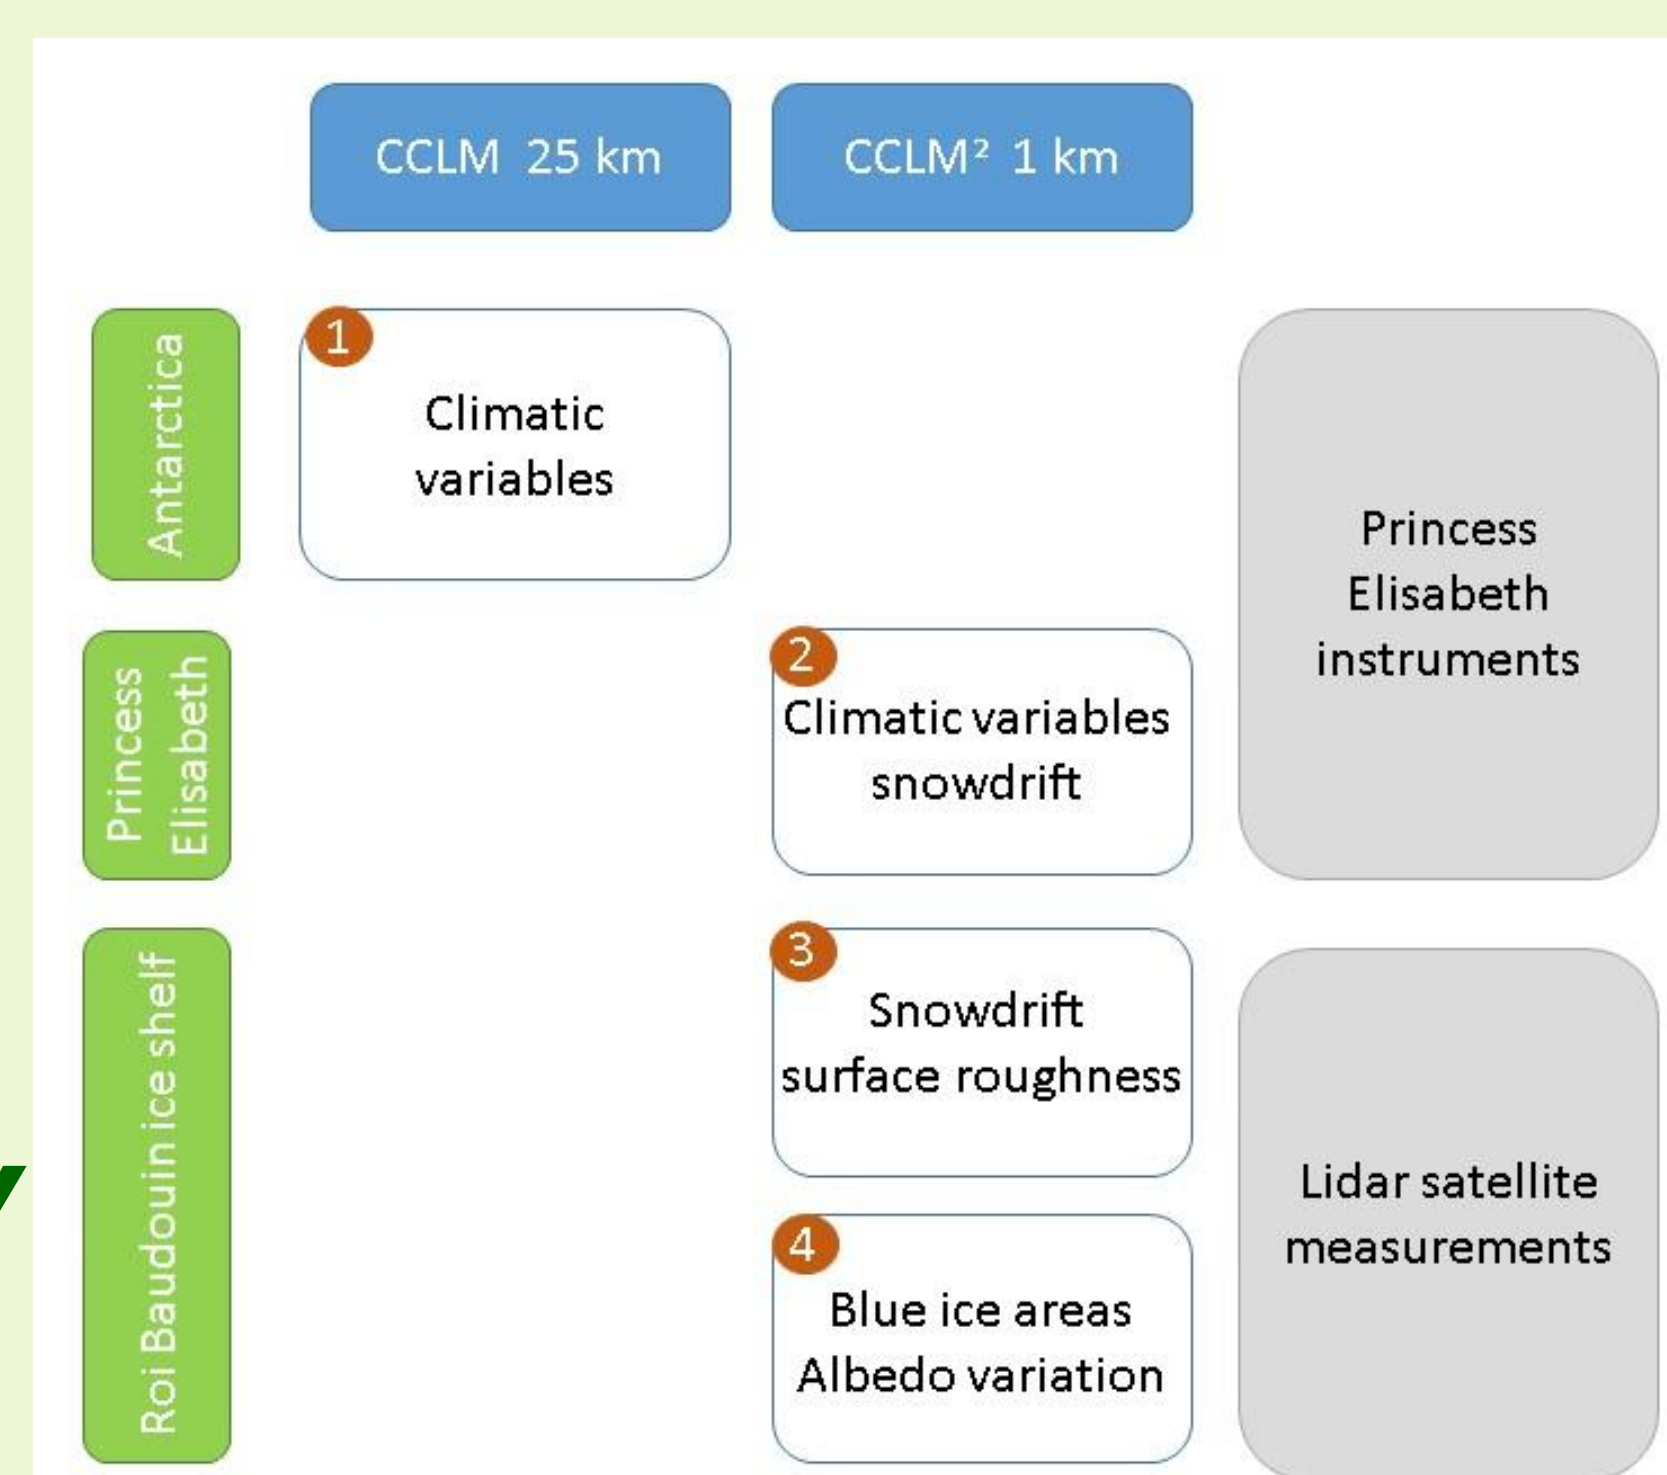 CCLM 25 km
CCLM² 1 km
Antarctica
1
Climatic
variables
Princess
Elisabeth
instruments
Princess
Elisabeth
2
Climatic variables
snowdrift
Roi Baudouin ice shelf
3
Snowdrift
surface roughness
4
Blue ice areas
Albedo variation
Lidar satellite
measurements